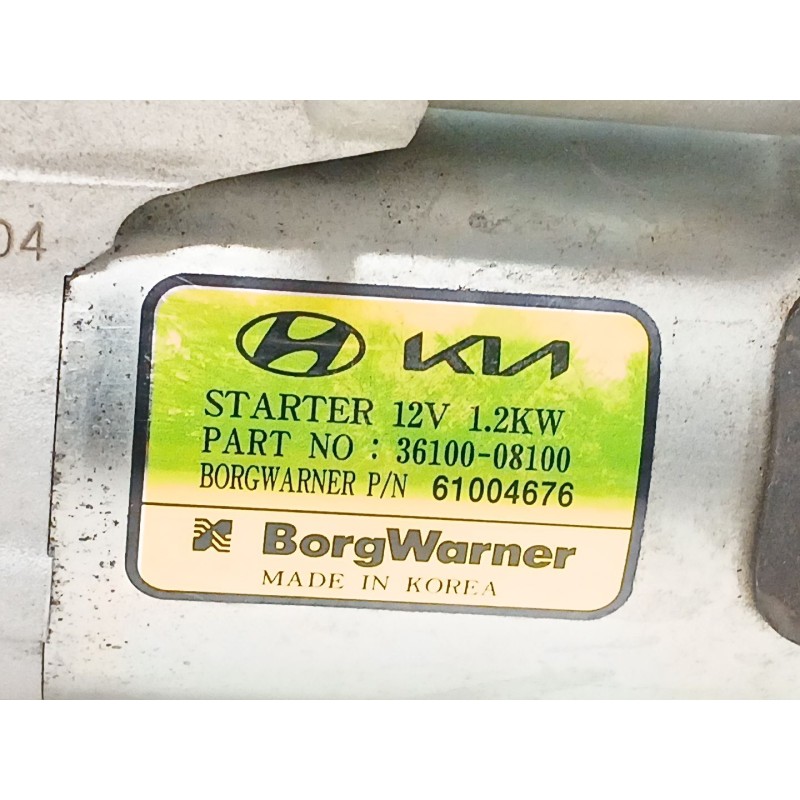 04
KIA
STARTER 12V 1.2KW
PART NO : 36100-08100
BORGWARNER P/N 61004676
BorgWarner
MADE IN KOREA